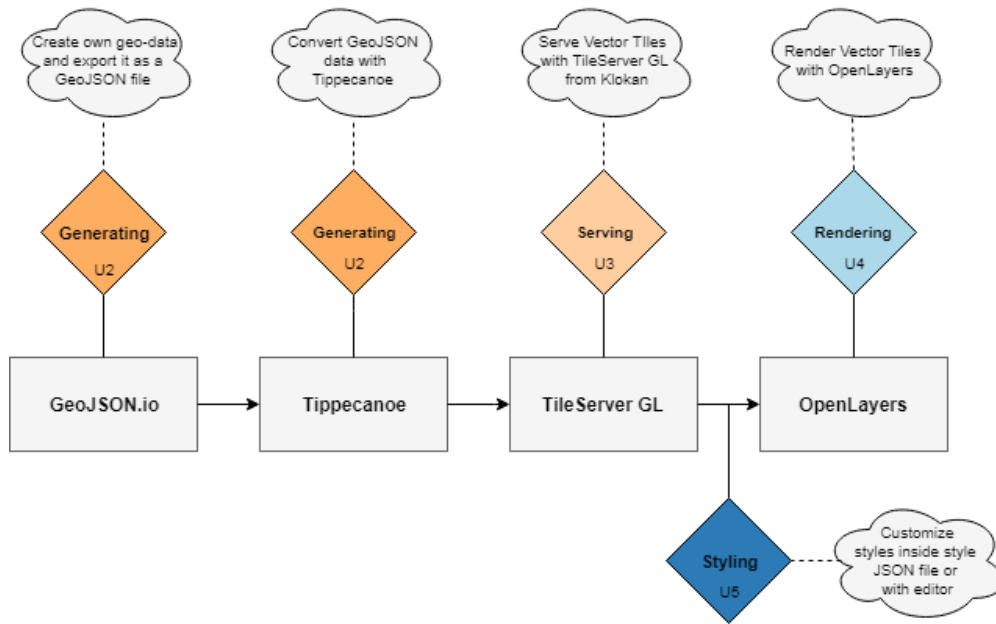 Create own geo-data
and export it as a
GeoJSON file
Convert GeoJSON
data with
Tippecanoe
Serve Vector TIles
with TileServer GL
from Klokan
Render Vector Tiles
with OpenLayers
Generating
U2
Generating
U2
Serving
U3
Rendering
U4
GeoJSON.io
Tippecanoe
TileServer GL
OpenLayers
Styling
U5
Customize
styles inside style
JSON file or
with editor